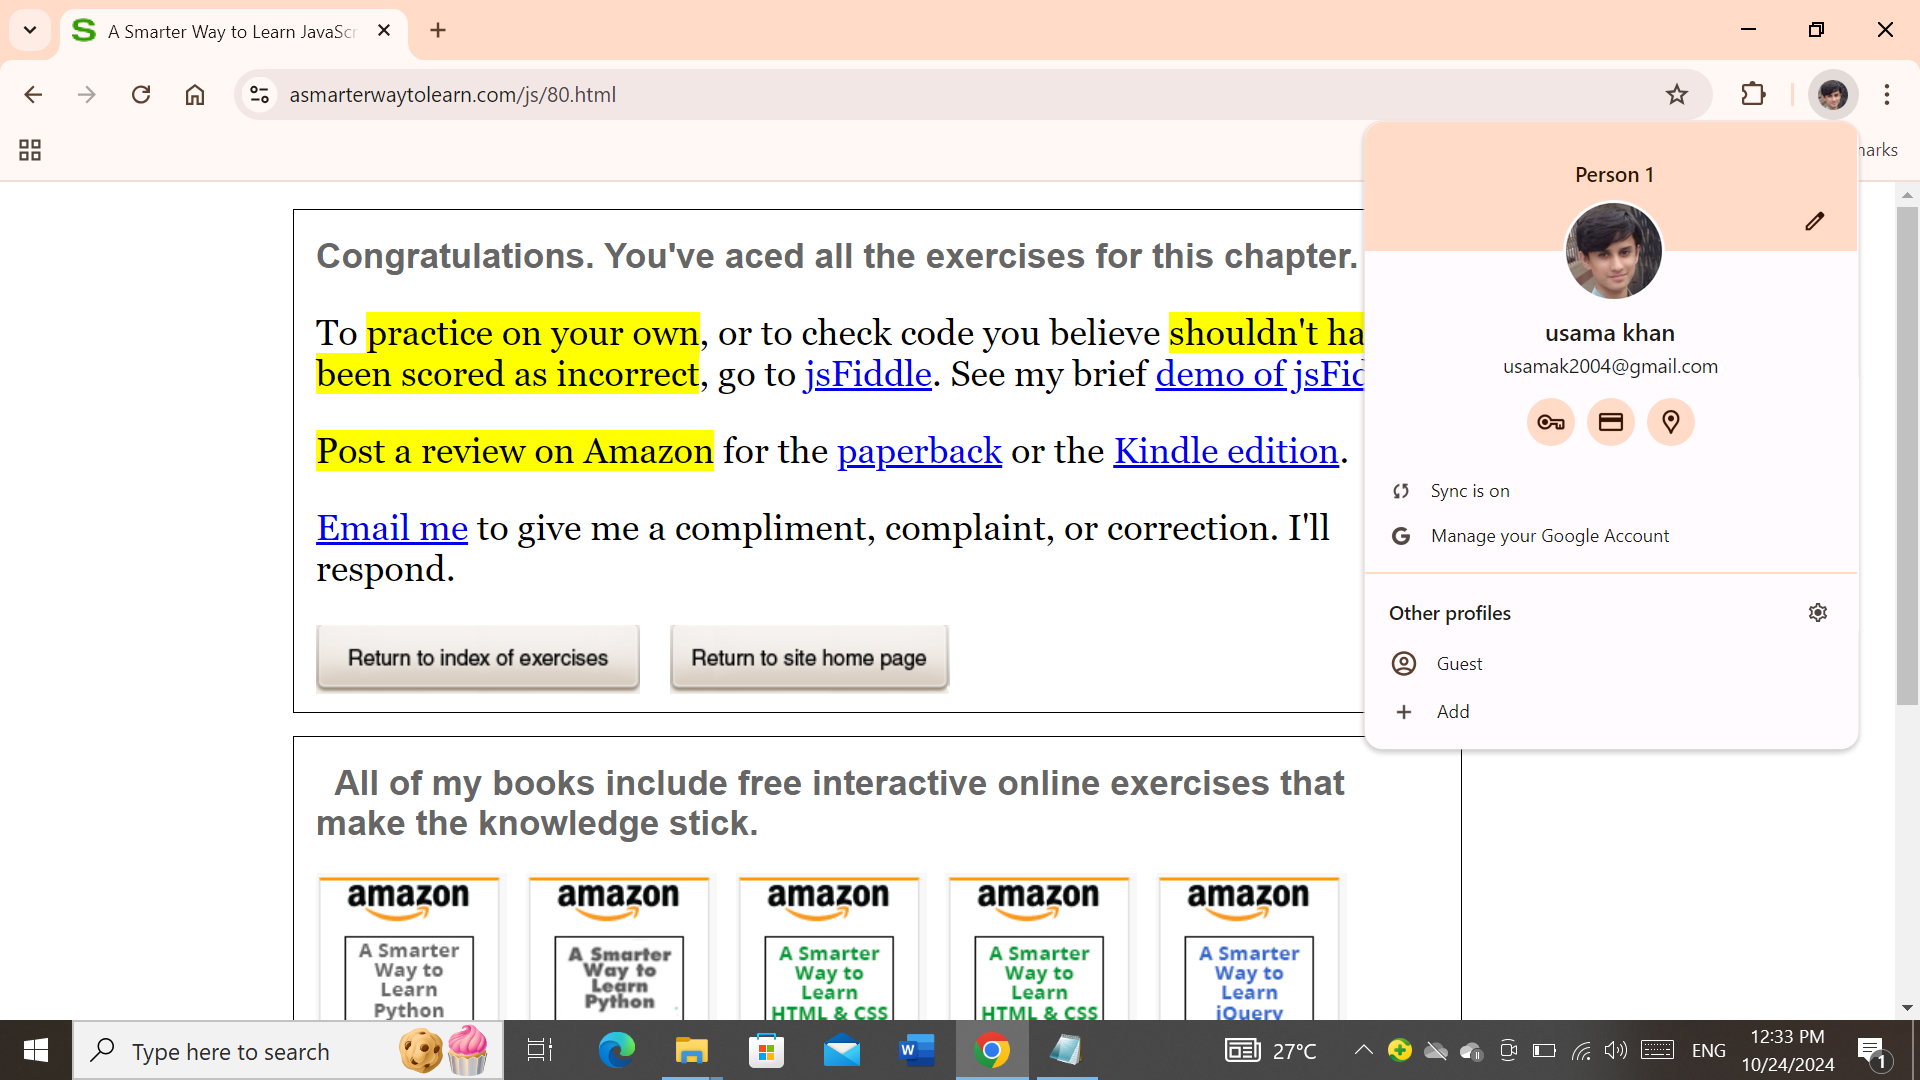 A Smarter Way to Learn JavaScr
asmarterwaytolearn.com/js/80.html
marks
Person 1
usama khan
usamak2004@gmail.com
Sync is on
Manage your Google Account
Other profiles
Guest
Add
Congratulations. You've aced all the exercises for this chapter.
To practice on your own, or to check code you believe shouldn't ha
been scored as incorrect, go to jsFiddle. See my brief demo of jsFid
Post a review on Amazon for the paperback or the Kindle edition.
Email me to give me a compliment, complaint, or correction. I'll
respond.
Return to index of exercises
Return to site home page
All of my books include free interactive online exercises that
make the knowledge stick.
amazon
A Smarter
Way to
Learn
Python
amazon
A Smarter
Way to
Learn
Python
amazon
A Smarter
Way to
Learn
HTML & CSS
amazon
A Smarter
Way to
Learn
HTML & CSS
amazon
A Smarter
Way to
Learn
jQuery
Type here to search
27°C
ENG
12:33 PM
10/24/2024
1